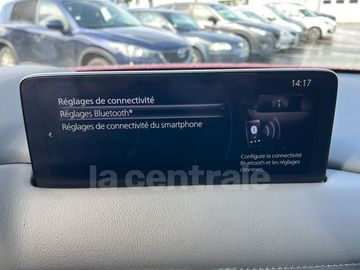 14:17
Réglages de connectivité
Réglages Bluetooth®
Réglages de connectivité du smartphone
Configure la connectivité
Bluetooth et les réglages
connexes.
la centrale